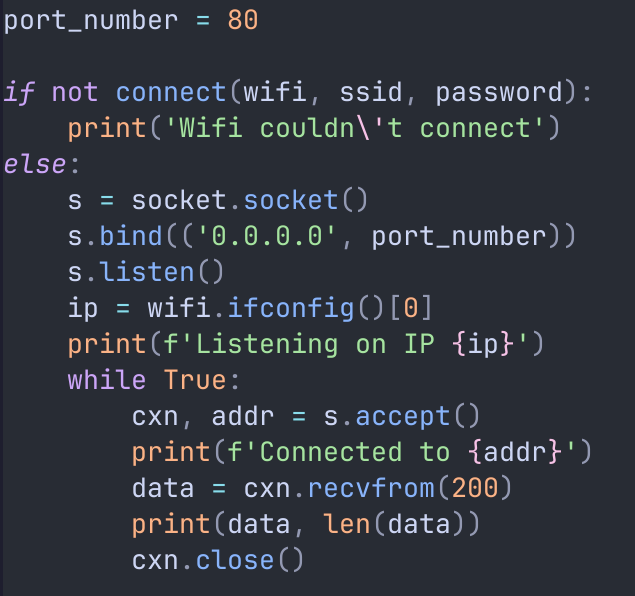 port_number = 80

if not connect(wifi, ssid, password):
    print('Wifi couldn\'t connect')
else:
    s = socket.socket()
    s.bind(('0.0.0.0', port_number))
    s.listen()
    ip = wifi.ifconfig()[0]
    print(f'Listening on IP {ip}')
    while True:
        cxn, addr = s.accept()
        print(f'Connected to {addr}')
        data = cxn.recvfrom(200)
        print(data, len(data))
        cxn.close()